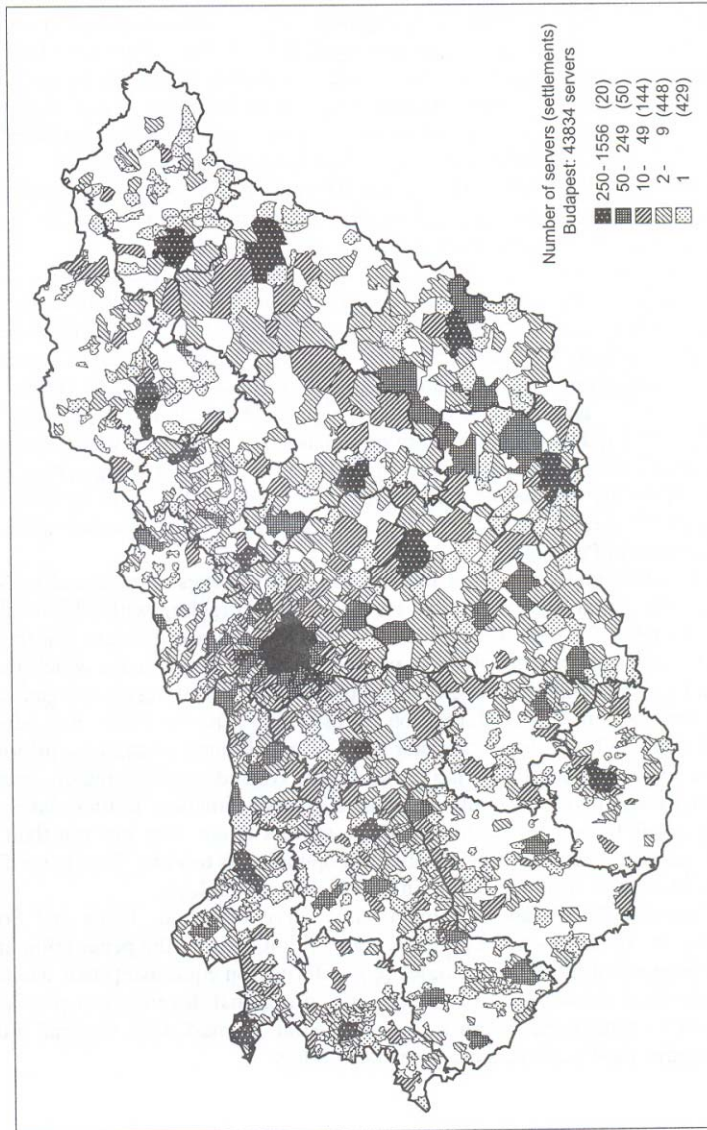 Number of servers (settlements)
Budapest: 43834 servers
250-1556 (20)
50- 249 (50)
10- 49 (144)
2- 9 (448)
1 (429)